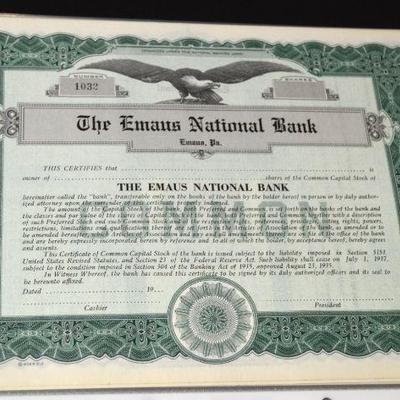 ORGANIZED UNDER THE NATIONAL BANKING LAWS
NUMBER
1032
SHARES
The Emaus National Bank
Emaus, Pa.
THIS CERTIFIES that is
owner of shares of the Common Capital Stock of
THE EMAUS NATIONAL BANK
hereinafter called the "bank", transferable only on the books of the bank by the holder hereof in person or by duly author-
ized attorney upon the surrender of this certificate properly indorsed.
The amount of the Capital Stock of the bank, Preferred and Common, is set forth on the books of the bank and
the classes and par value of the shares of Capital Stock of the bank, both Preferred and Common with a description
of such Preferred Stock and such Common Stock and the respective powers, preferences, privileges, voting rights, powers,
restrictions, limitations and qualifications thereof are set forth in the Articles of Association of the bank, as amended or to
be amended hereafter, which Articles of Association and any and all amendments thereof are on file at the office of the bank
and are hereby expressly incorporated herein by reference and to all of which the holder, by acceptance hereof, agrees and
assents.
This Certificate of Common Capital Stock of the bank is issued subject to the liability imposed in Section 5151
United States Revised Statutes, and Section 23 of the Federal Reserve Act. Such liability shall cease on July 1, 1937,
subject to the condition imposed in Section 304 of the Banking Act of 1935, approved August 23, 1935.
In Witness Whereof, the bank has caused this certificate to be signed by its duly authorized officers and its seal to
be hereunto affixed.
Dated 19
Cashier
President
COMMON